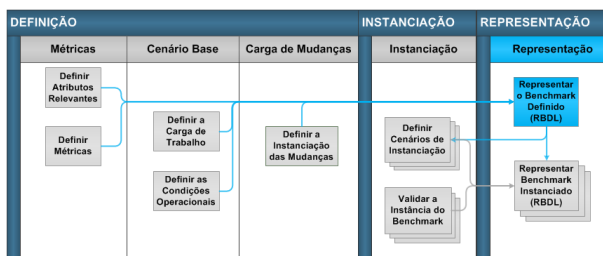 DEFINIÇÃO
INSTANCIAÇÃO
REPRESENTAÇÃO
Métricas
Cenário Base
Carga de Mudanças
Instanciação
Representação
Definir
Atributos
Relevantes
Definir
Métricas
Definir a
Carga de
Trabalho
Definir as
Condições
Operacionais
Definir a
Instanciação
das Mudanças
Definir
Cenários de
Instanciação
Validar a
Instância do
Benchmark
Representar
o Benchmark
Definido
(RBDL)
Representar
Benchmark
Instanciado
(RBDL)